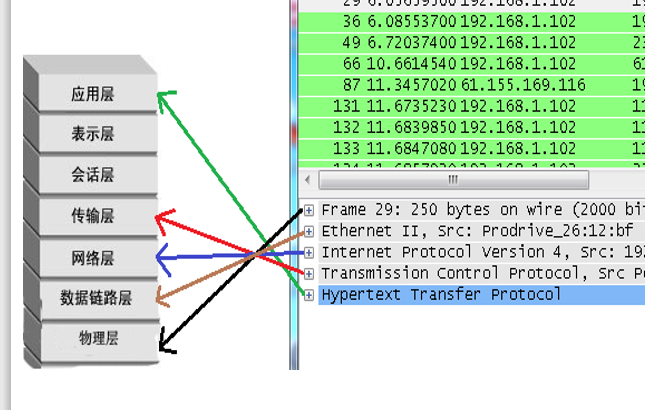 应用层
表示层
会话层
传输层
网络层
数据链路层
物理层
36 6.08553700 192.168.1.102
49 6.72037400 192.168.1.102
66 10.6614540 192.168.1.102
87 11.3457020 61.155.169.116
131 11.6735230 192.168.1.102
132 11.6839850 192.168.1.102
133 11.6847080 192.168.1.102
Frame 29: 250 bytes on wire (2000 bi
Ethernet II, Src: Prodrive_26:12:bf
Internet Protocol Version 4, Src: 19
Transmission Control Protocol, Src P
Hypertext Transfer Protocol